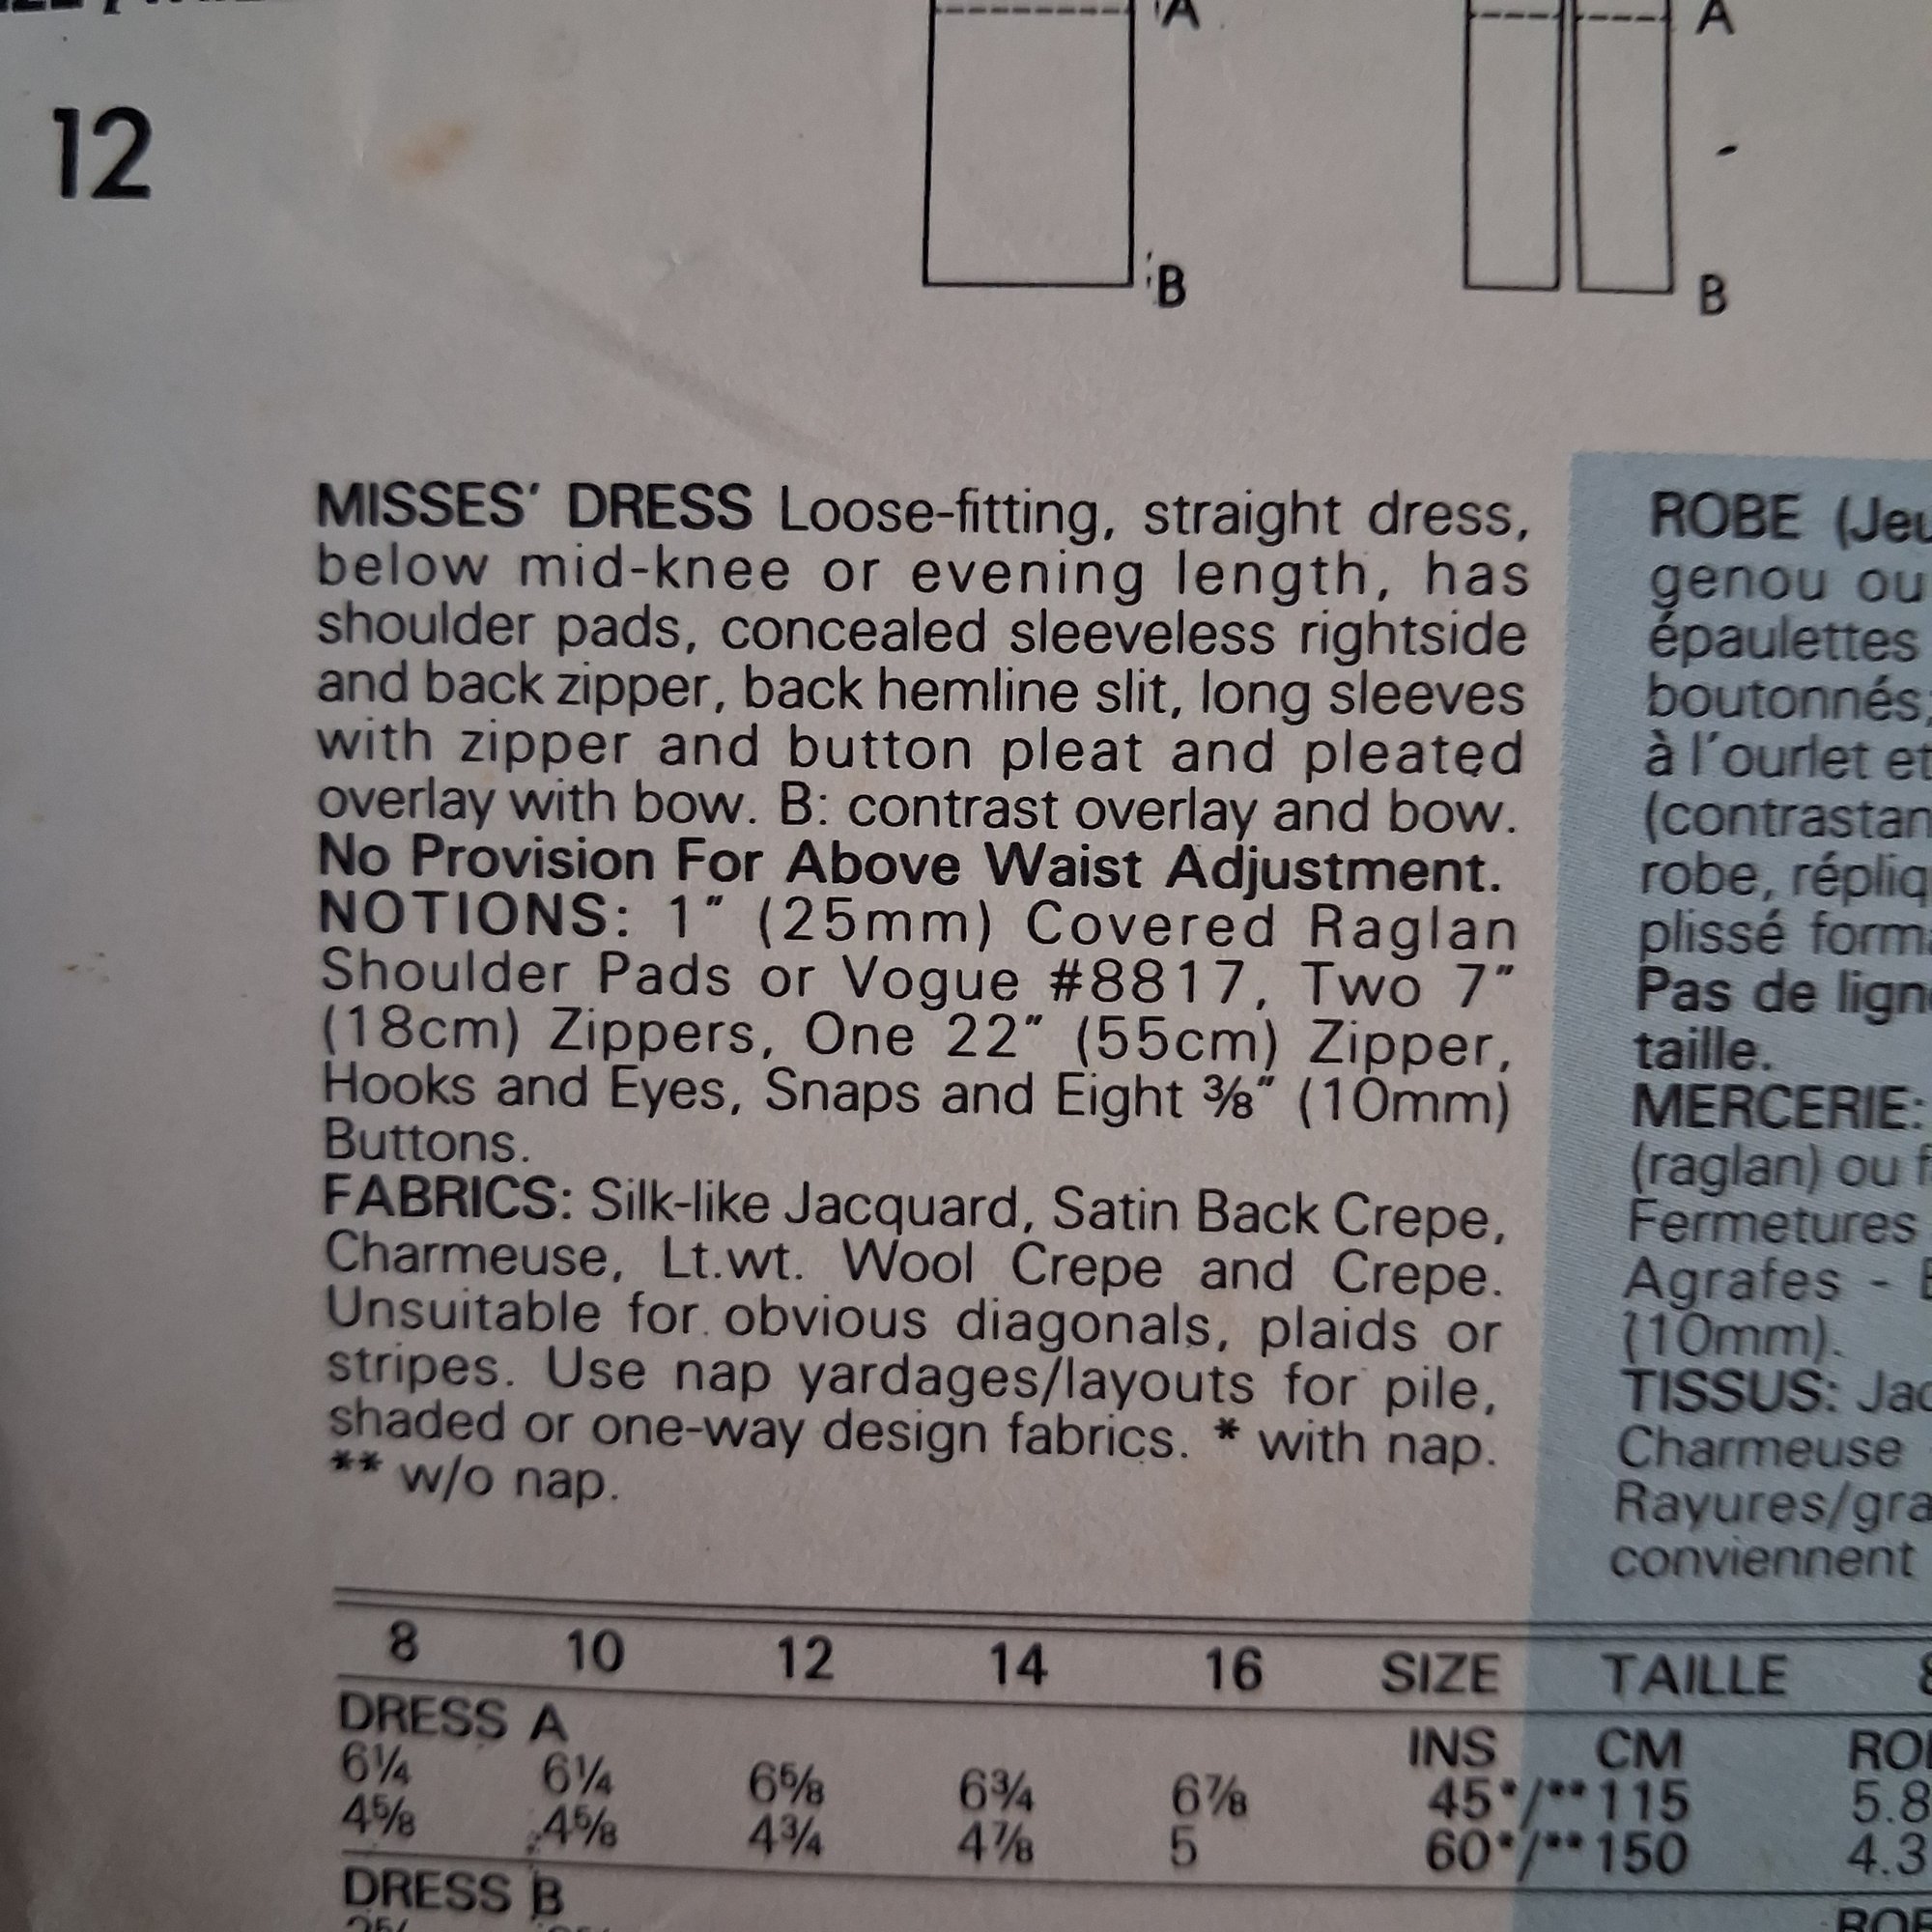 12
A
A
B
B
MISSES' DRESS Loose-fitting, straight dress,
below mid-knee or evening length, has
shoulder pads, concealed sleeveless rightside
and back zipper, back hemline slit, long sleeves
with zipper and button pleat and pleated
overlay with bow. B: contrast overlay and bow.
No Provision For Above Waist Adjustment.
NOTIONS: 1″ (25mm) Covered Raglan
Shoulder Pads or Vogue #8817, Two 7″
(18cm) Zippers, One 22″ (55cm) Zipper,
Hooks and Eyes, Snaps and Eight ⅜″ (10mm)
Buttons.
FABRICS: Silk-like Jacquard, Satin Back Crepe,
Charmeuse, Lt.wt. Wool Crepe and Crepe.
Unsuitable for obvious diagonals, plaids or
stripes. Use nap yardages/layouts for pile,
shaded or one-way design fabrics. * with nap.
** w/o nap.
ROBE (Jeu
genou ou
épaulettes
boutonnés,
à l'ourlet et
(contrastan
robe, répliq
plissé form
Pas de lign
taille.
MERCERIE:
(raglan) ou f
Fermetures
Agrafes -
(10mm).
TISSUS: Jac
Charmeuse
Rayures/gra
conviennent
8 10 12 14 16 SIZE TAILLE
DRESS A INS CM RO
6¼ 6¼ 6⅝ 6¾ 6⅞ 45*/**115 5.8
4⅝ 4⅝ 4¾ 4⅞ 5 60*/**150 4.3
DRESS B